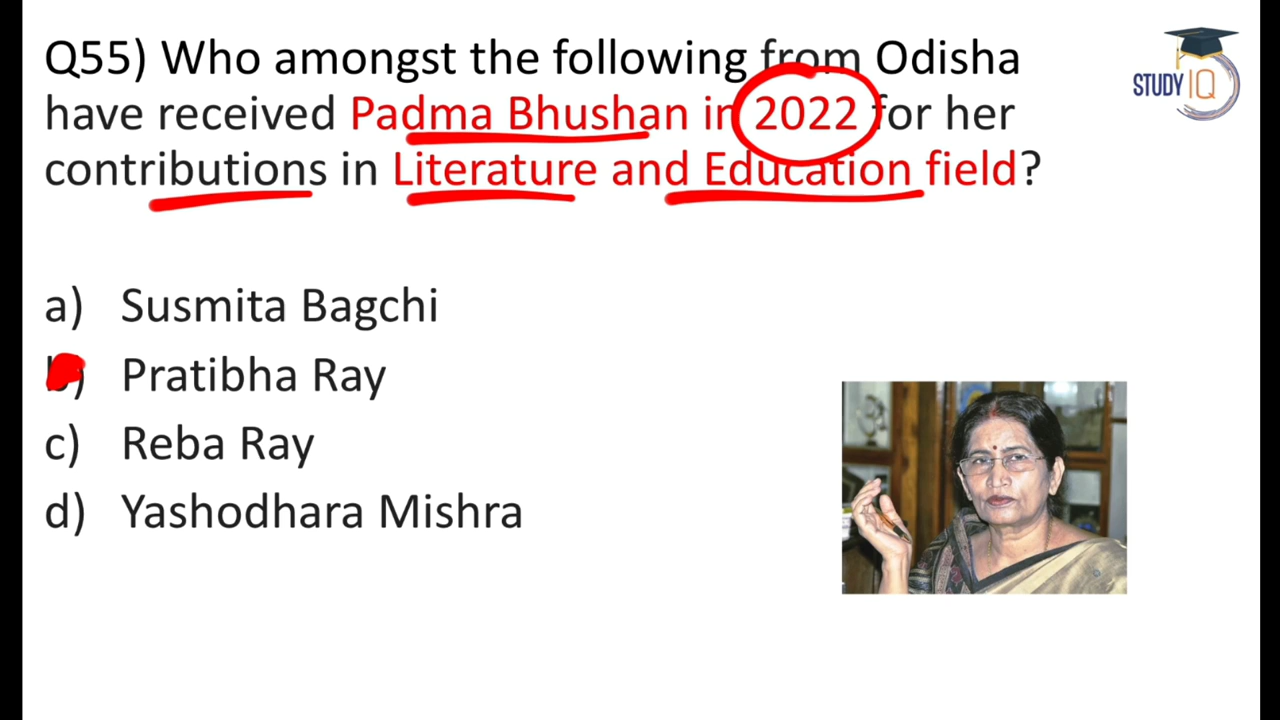 Q55) Who amongst the following from Odisha
have received Padma Bhushan in 2022 for her
contributions in Literature and Education field?
STUDY IQ
a) Susmita Bagchi
b) Pratibha Ray
c) Reba Ray
d) Yashodhara Mishra